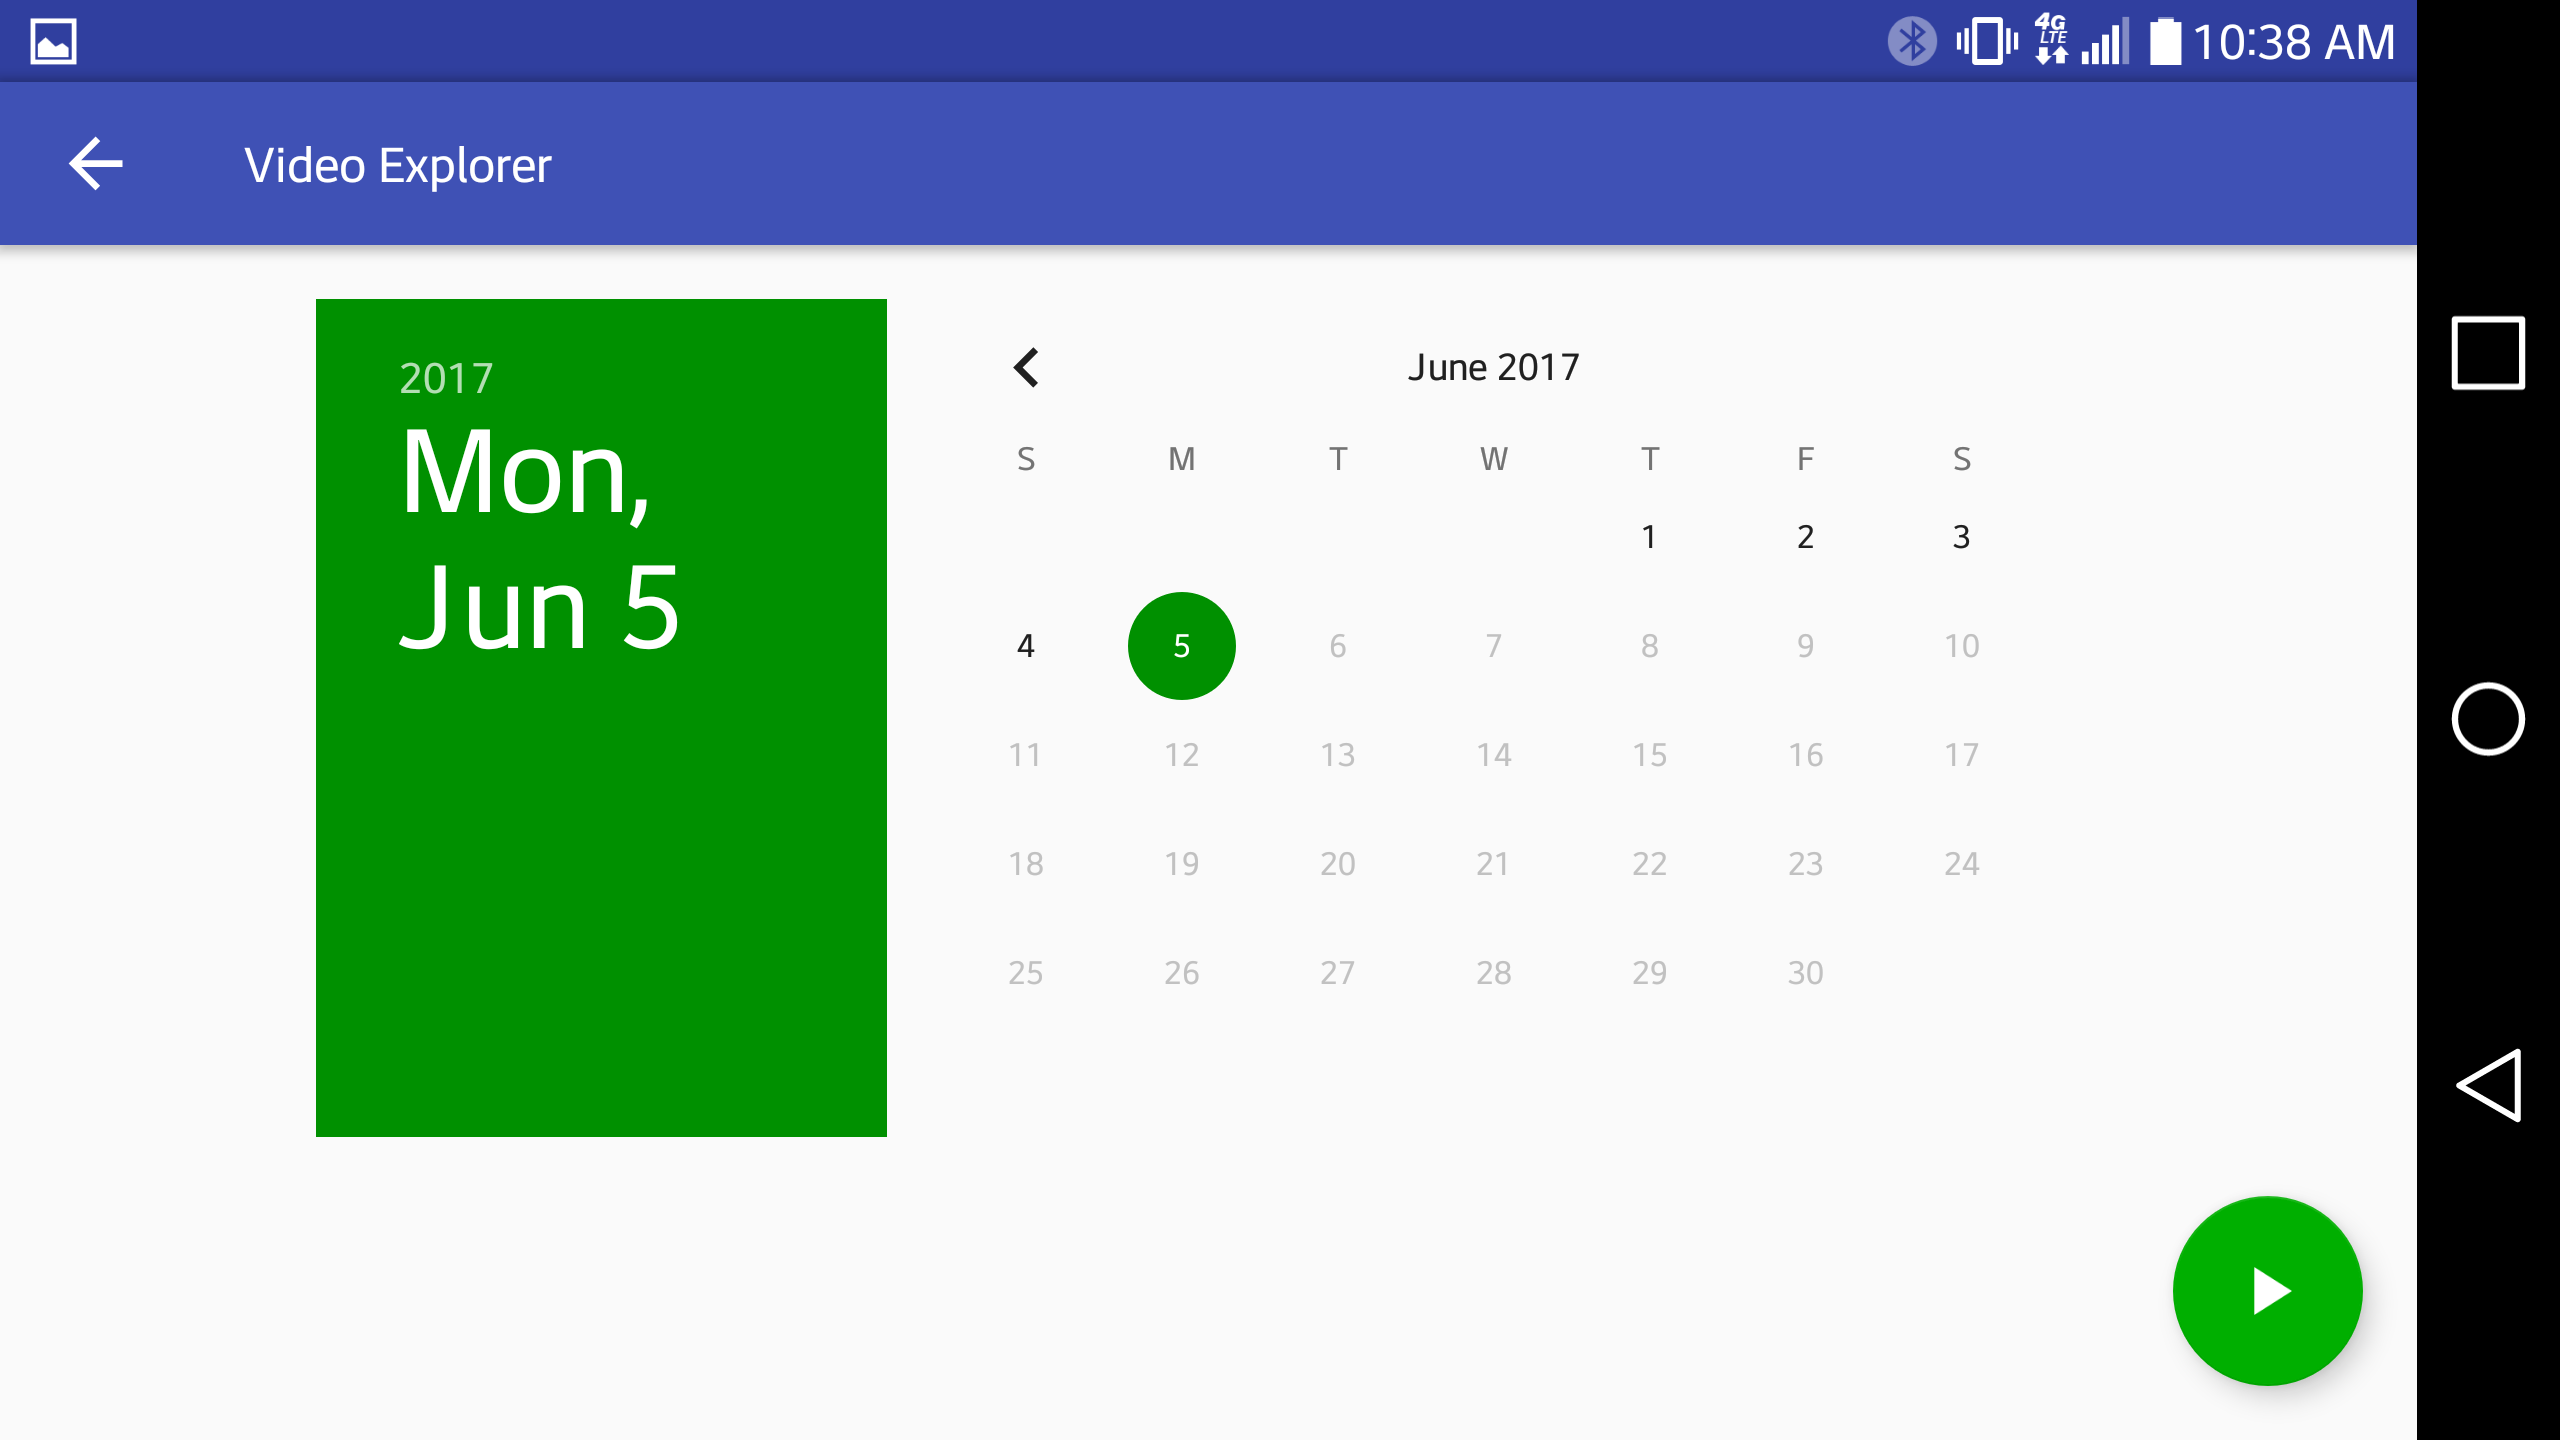 4G LTE 10:38 AM
Video Explorer
2017
Mon,
Jun 5
June 2017
S M T W T F S
1 2 3
4 5 6 7 8 9 10
11 12 13 14 15 16 17
18 19 20 21 22 23 24
25 26 27 28 29 30